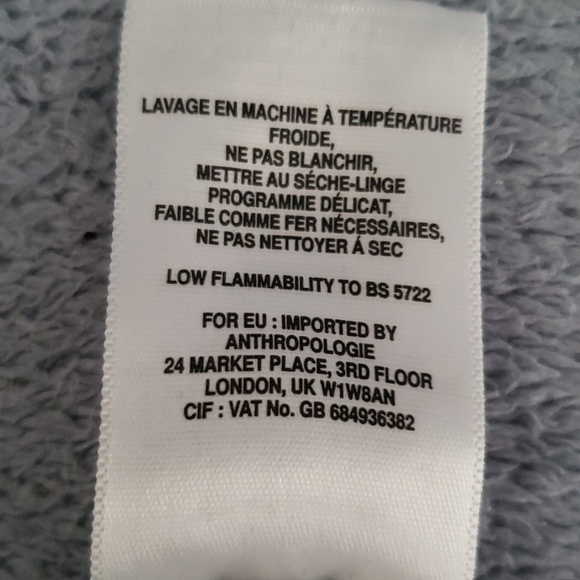 LAVAGE EN MACHINE À TEMPÉRATURE
FROIDE,
NE PAS BLANCHIR,
METTRE AU SÉCHE-LINGE
PROGRAMME DÉLICAT,
FAIBLE COMME FER NÉCESSAIRES,
NE PAS NETTOYER Á SEC
LOW FLAMMABILITY TO BS 5722
FOR EU : IMPORTED BY
ANTHROPOLOGIE
24 MARKET PLACE, 3RD FLOOR
LONDON, UK W1W8AN
CIF : VAT No. GB 684936382